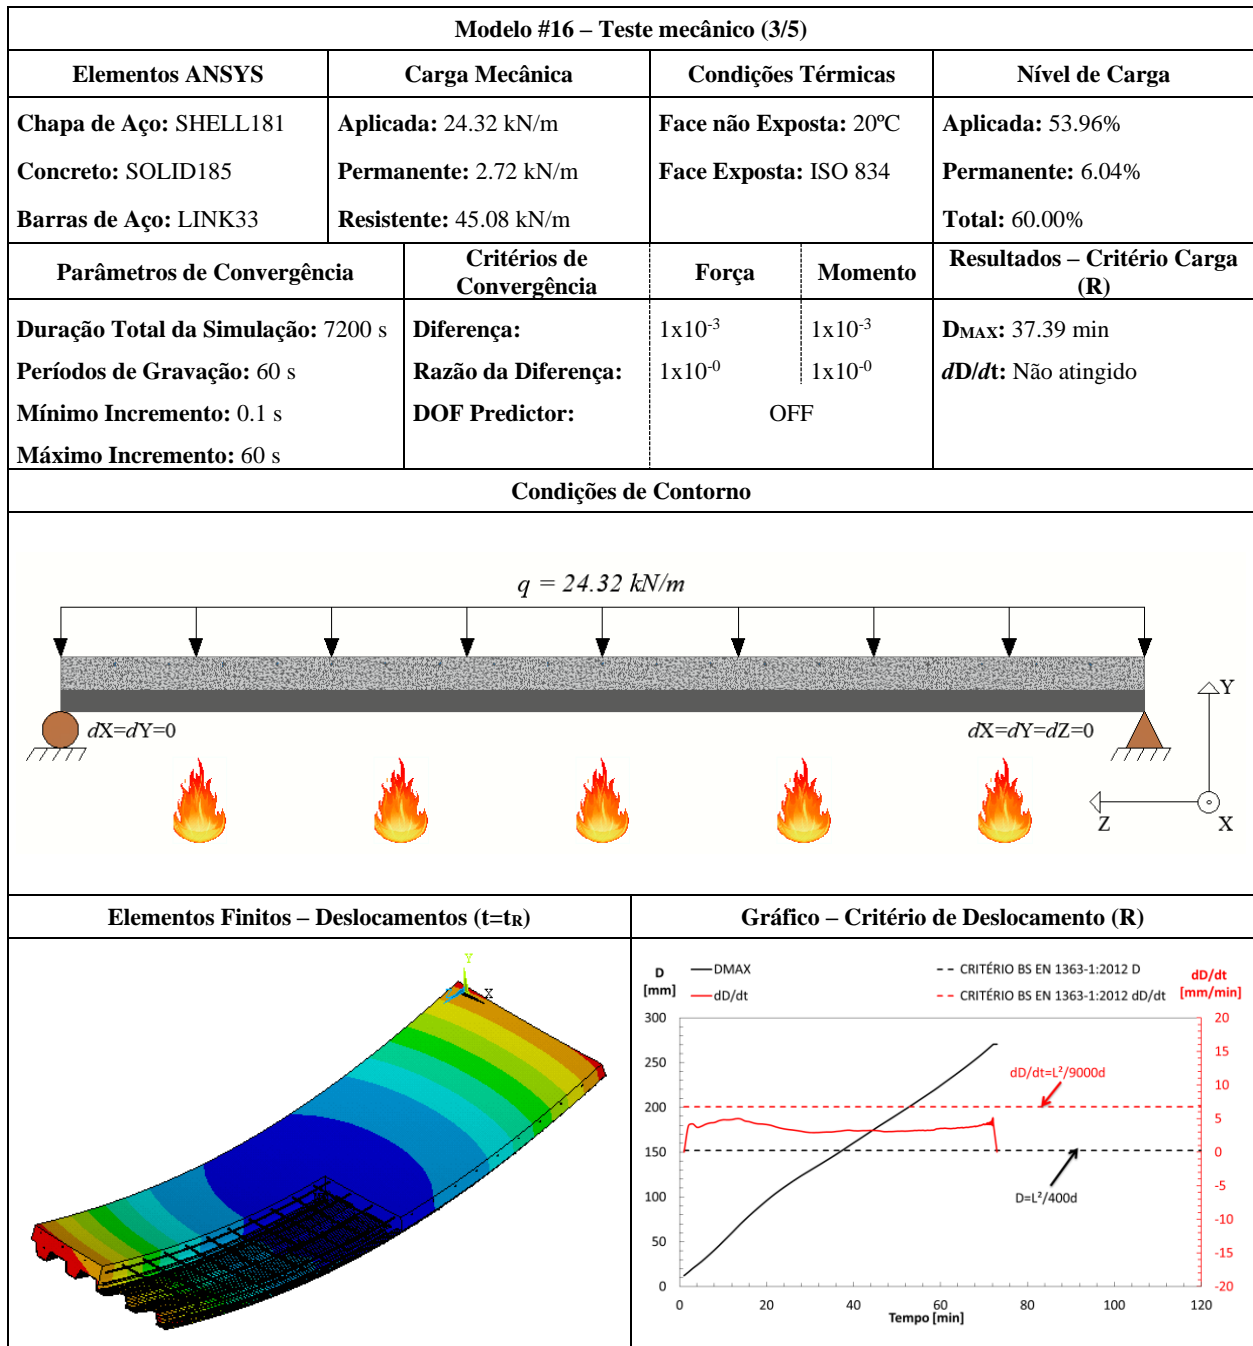 Modelo #16 – Teste mecânico (3/5)
Elementos ANSYS
Carga Mecânica
Condições Térmicas
Nível de Carga
Chapa de Aço: SHELL181
Concreto: SOLID185
Barras de Aço: LINK33
Aplicada: 24.32 kN/m
Permanente: 2.72 kN/m
Resistente: 45.08 kN/m
Face não Exposta: 20ºC
Face Exposta: ISO 834
Aplicada: 53.96%
Permanente: 6.04%
Total: 60.00%
Parâmetros de Convergência
Critérios de
Convergência
Força
Momento
Resultados – Critério Carga
(R)
Duração Total da Simulação: 7200 s
Períodos de Gravação: 60 s
Mínimo Incremento: 0.1 s
Máximo Incremento: 60 s
Diferença: 1x10-3 1x10-3
Razão da Diferença: 1x10-0 1x10-0
DOF Predictor: OFF
DMAX: 37.39 min
dD/dt: Não atingido
Condições de Contorno
q = 24.32 kN/m
dX=dY=0
dX=dY=dZ=0
Y
Z
X
Elementos Finitos – Deslocamentos (t=tR)
Gráfico – Critério de Deslocamento (R)
Y
X
D
[mm]
DMAX
dD/dt
CRITÉRIO BS EN 1363-1:2012 D
CRITÉRIO BS EN 1363-1:2012 dD/dt
dD/dt
[mm/min]
300
250
200
150
100
50
0
20
15
10
5
0
-5
-10
-15
-20
dD/dt=L²/9000d
D=L²/400d
0 20 40 60 80 100 120
Tempo [min]